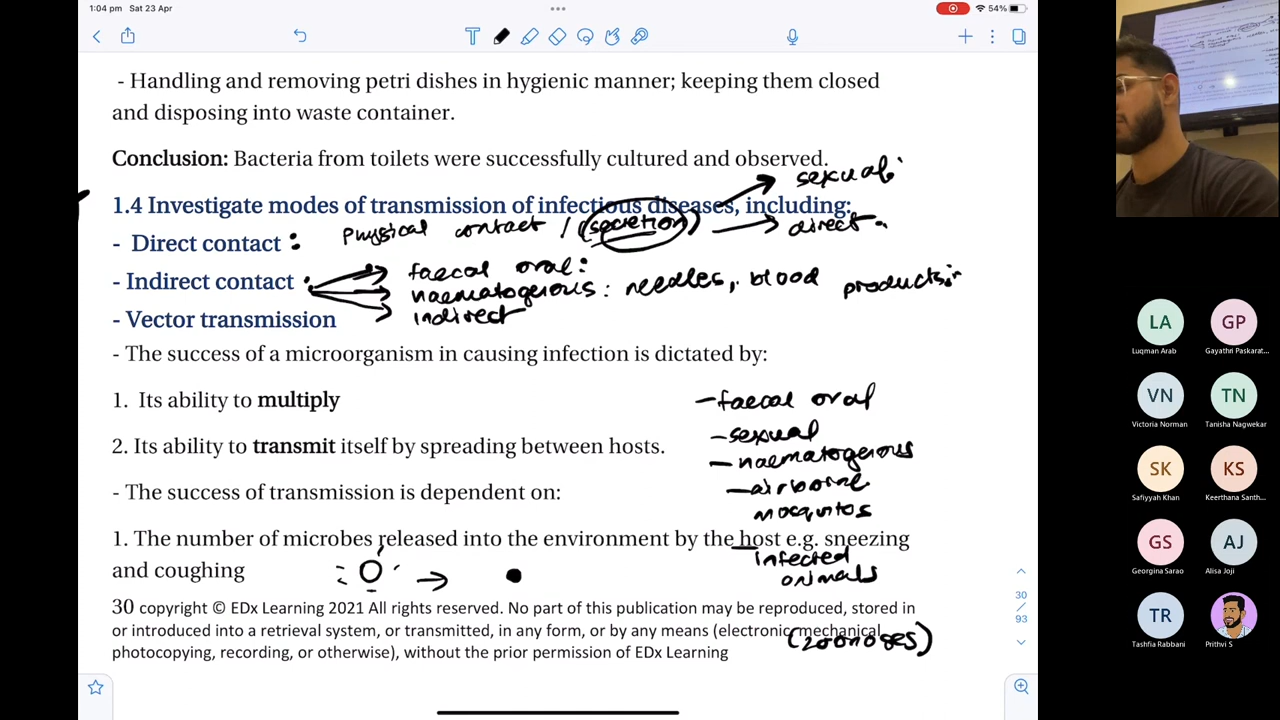 1:04 pm Sat 23 Apr
54%
- Handling and removing petri dishes in hygienic manner; keeping them closed
and disposing into waste container.
Conclusion: Bacteria from toilets were successfully cultured and observed.
sexual
1.4 Investigate modes of transmission of infectious diseases, including:
physical contact / (secretion) direct
- Direct contact :
faecal oral:
- Indirect contact
haematogenous: needles, blood products
indirect
- Vector transmission
- The success of a microorganism in causing infection is dictated by:
1. Its ability to multiply
- faecal oral
- sexual
2. Its ability to transmit itself by spreading between hosts.
- haematogenous
- The success of transmission is dependent on:
mosquitos
1. The number of microbes released into the environment by the host e.g. sneezing
and coughing
- infected
animals
30 copyright © EDx Learning 2021 All rights reserved. No part of this publication may be reproduced, stored in
or introduced into a retrieval system, or transmitted, in any form, or by any means (electronic, mechanical,
photocopying, recording, or otherwise), without the prior permission of EDx Learning
(zoonoses)
30
/
93
LA
GP
Luqman Arab
Gayathri Paskarat...
VN
TN
Victoria Norman
Tanisha Nagwekar
SK
KS
Safiyyah Khan
Keerthana Santh...
GS
AJ
Georgina Sarao
Alisa Joji
TR
Tashfia Rabbani
Prithvi S